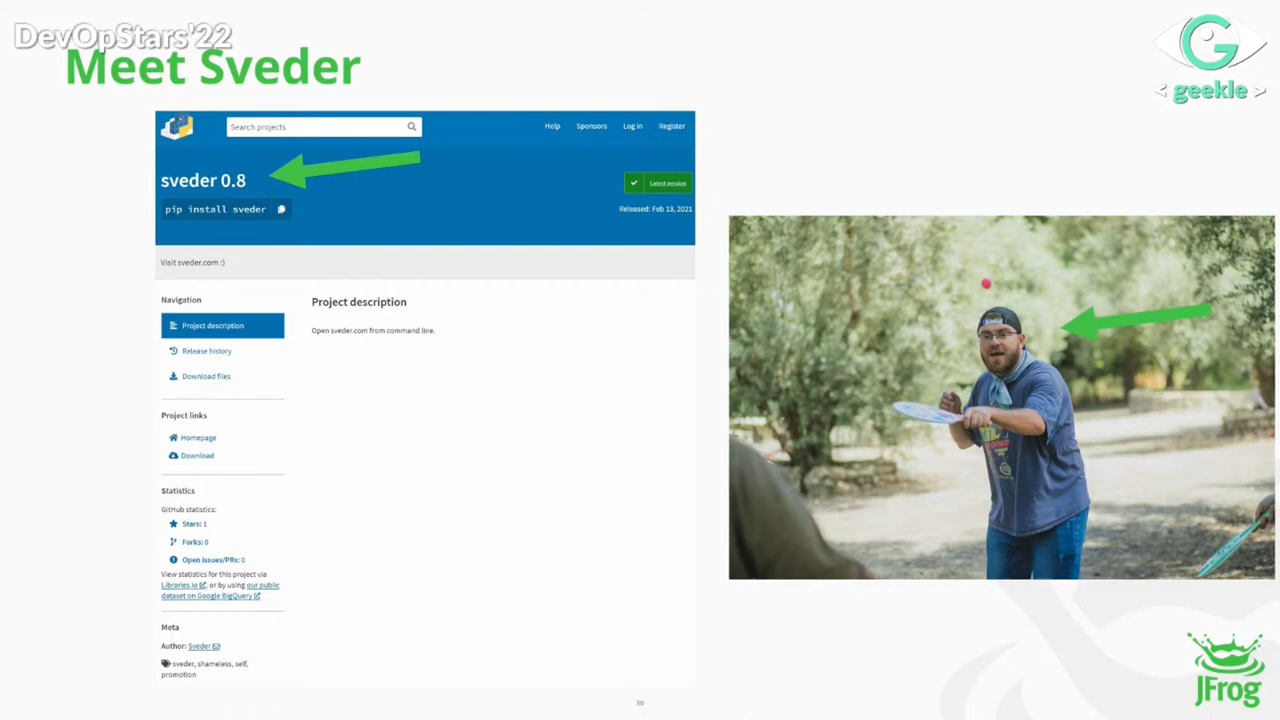 DevOpStars'22
Meet Sveder
G
< geekle >
Search projects
Help Sponsors Log in Register
sveder 0.8
Latest version
pip install sveder
Released: Feb 13, 2021
Visit sveder.com :)
Navigation
Project description
Release history
Download files
Project links
Homepage
Download
Statistics
GitHub statistics:
Stars: 1
Forks: 0
Open issues/PRs: 0
View statistics for this project via
Libraries.io, or by using our public
dataset on Google BigQuery
Meta
Author: Sveder
sveder, shameless, self,
promotion
Project description
Open sveder.com from command line.
JFrog
30